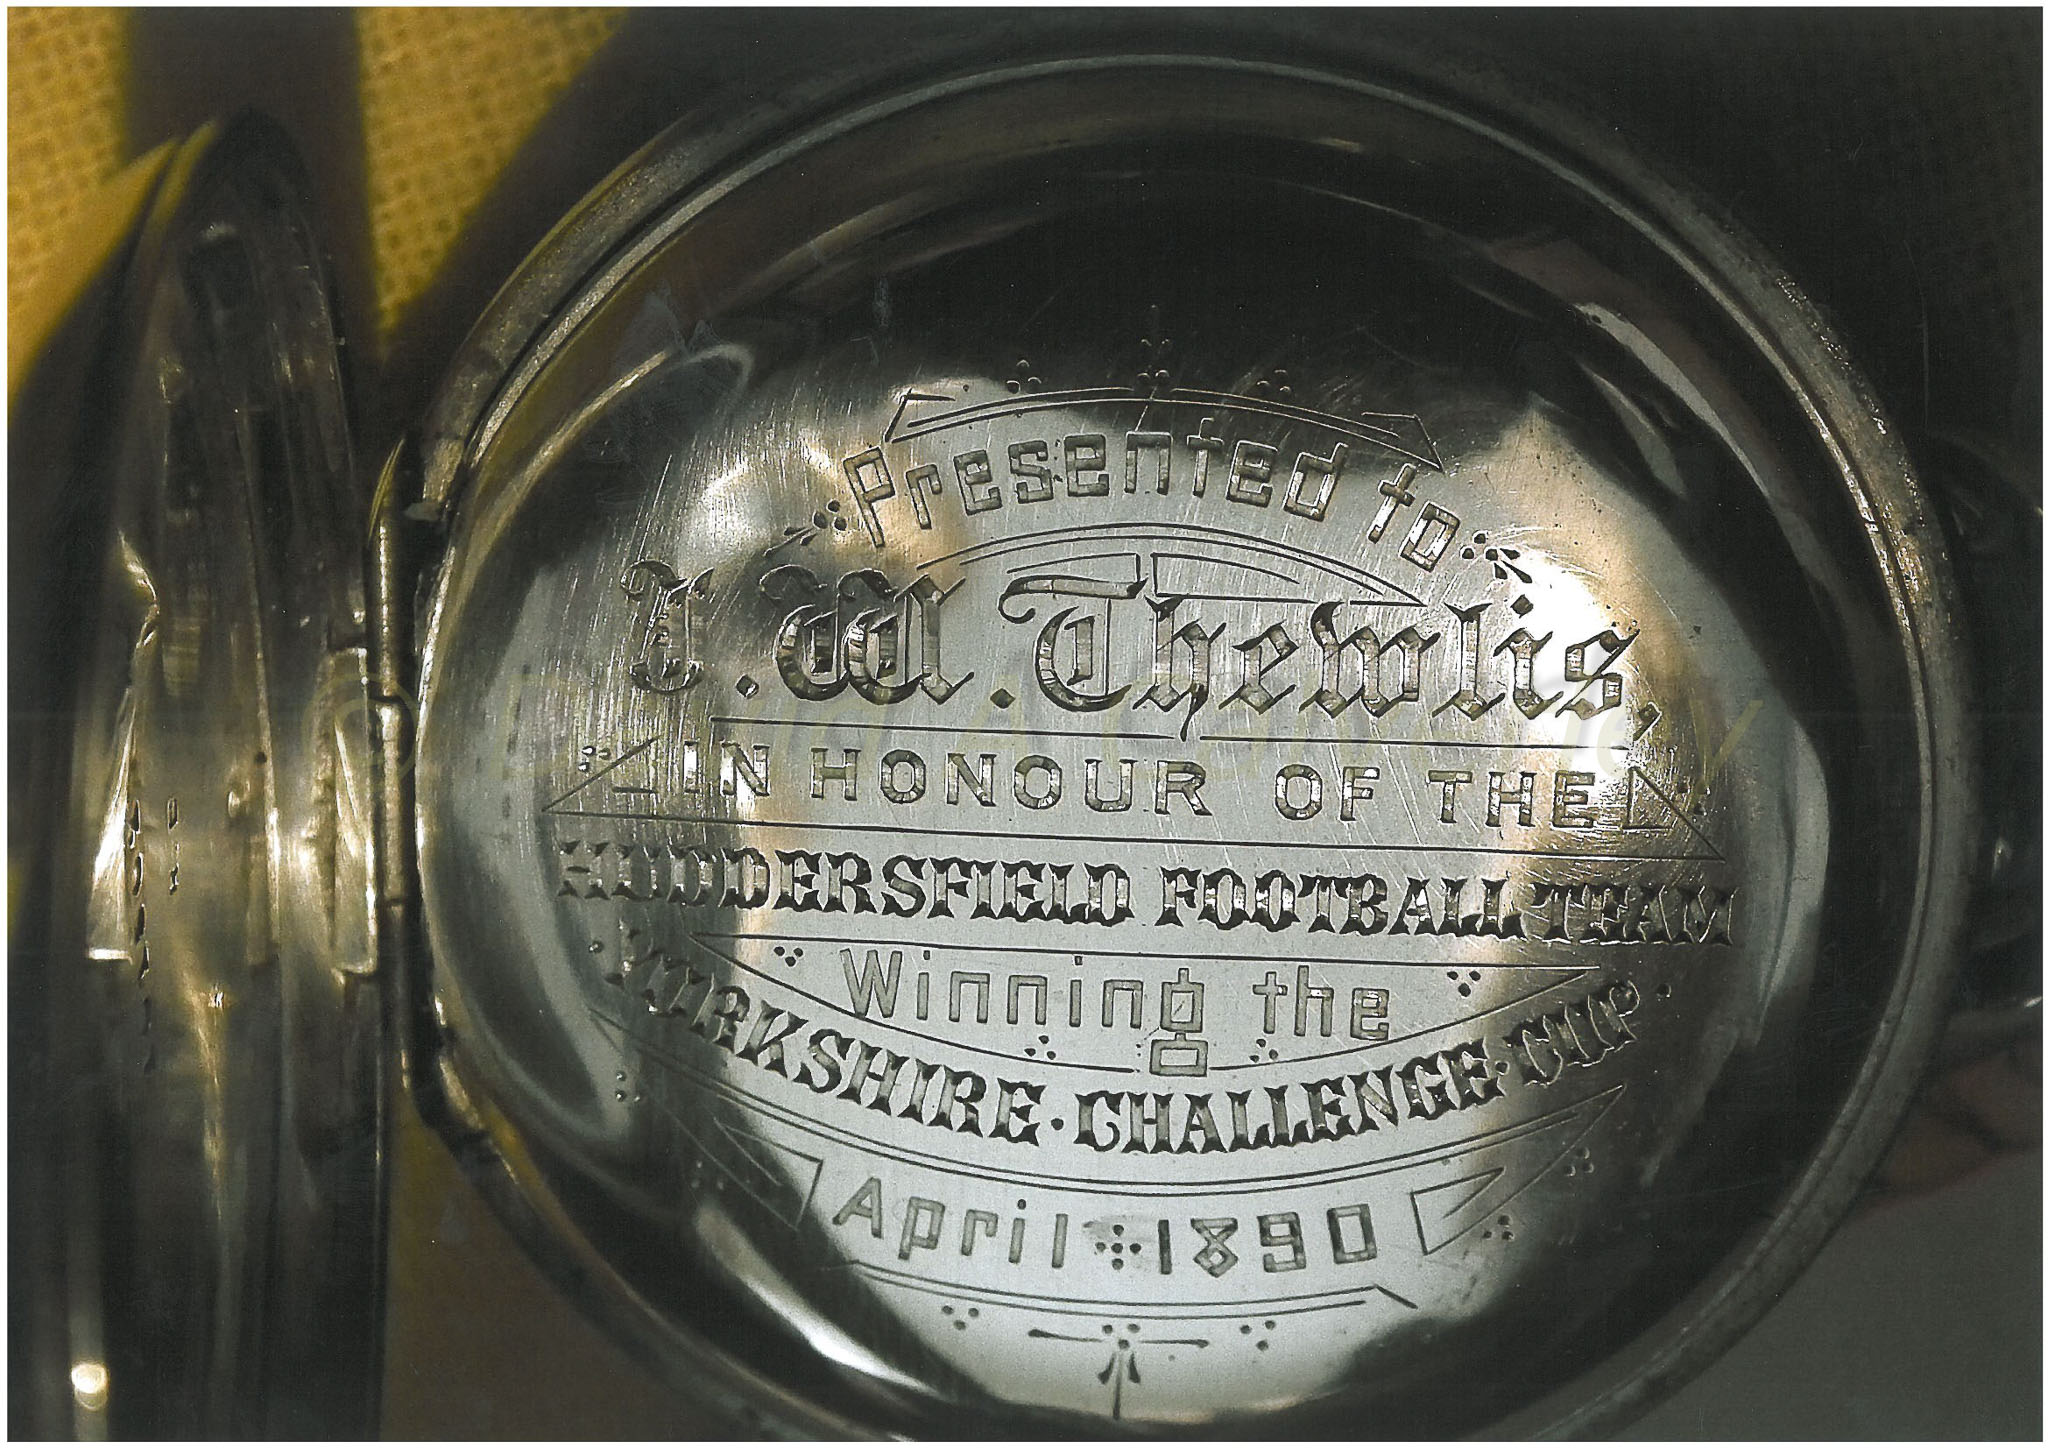 Presented to
J. W. Thewlis,
IN HONOUR OF THE
HUDDERSFIELD FOOTBALL TEAM
Winning the
YORKSHIRE · CHALLENGE · CUP
April 1890